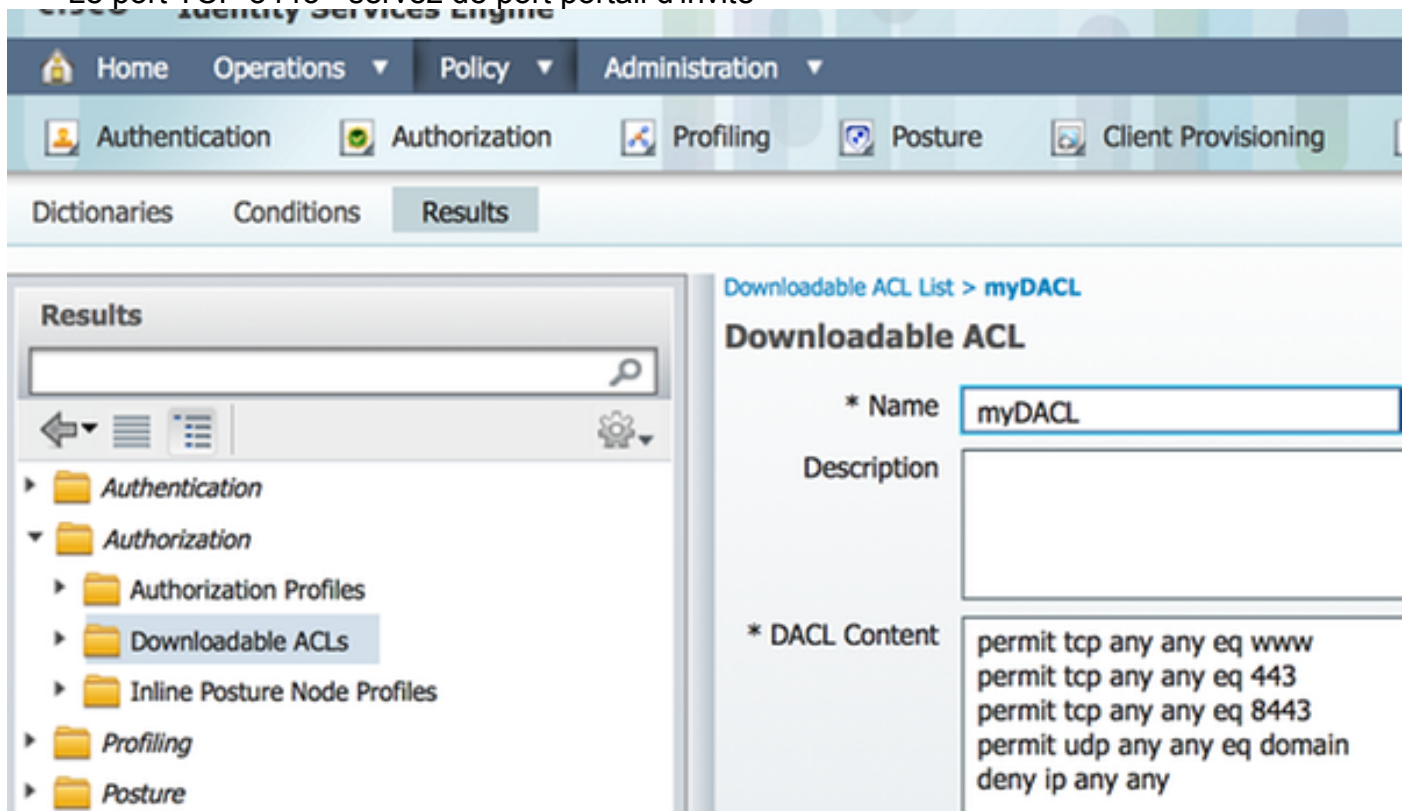 Identity Services Engine
Home Operations Policy Administration
Authentication Authorization Profiling Posture Client Provisioning
Dictionaries Conditions Results
Results
Authentication
Authorization
Authorization Profiles
Downloadable ACLs
Inline Posture Node Profiles
Profiling
Posture
Downloadable ACL List > myDACL
Downloadable ACL
* Name myDACL
Description
* DACL Content permit tcp any any eq www
permit tcp any any eq 443
permit tcp any any eq 8443
permit udp any any eq domain
deny ip any any